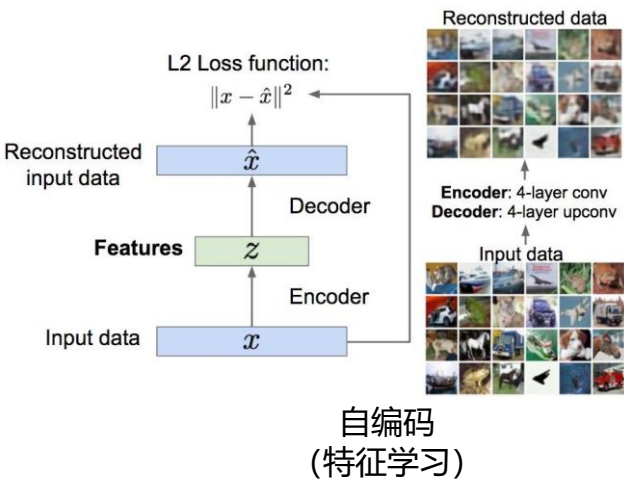 L2 Loss function:
‖x − x̂‖²
Reconstructed input data
x̂
Decoder
Features
z
Encoder
Input data
x
Reconstructed data
Encoder: 4-layer conv
Decoder: 4-layer upconv
Input data
自编码
（特征学习）